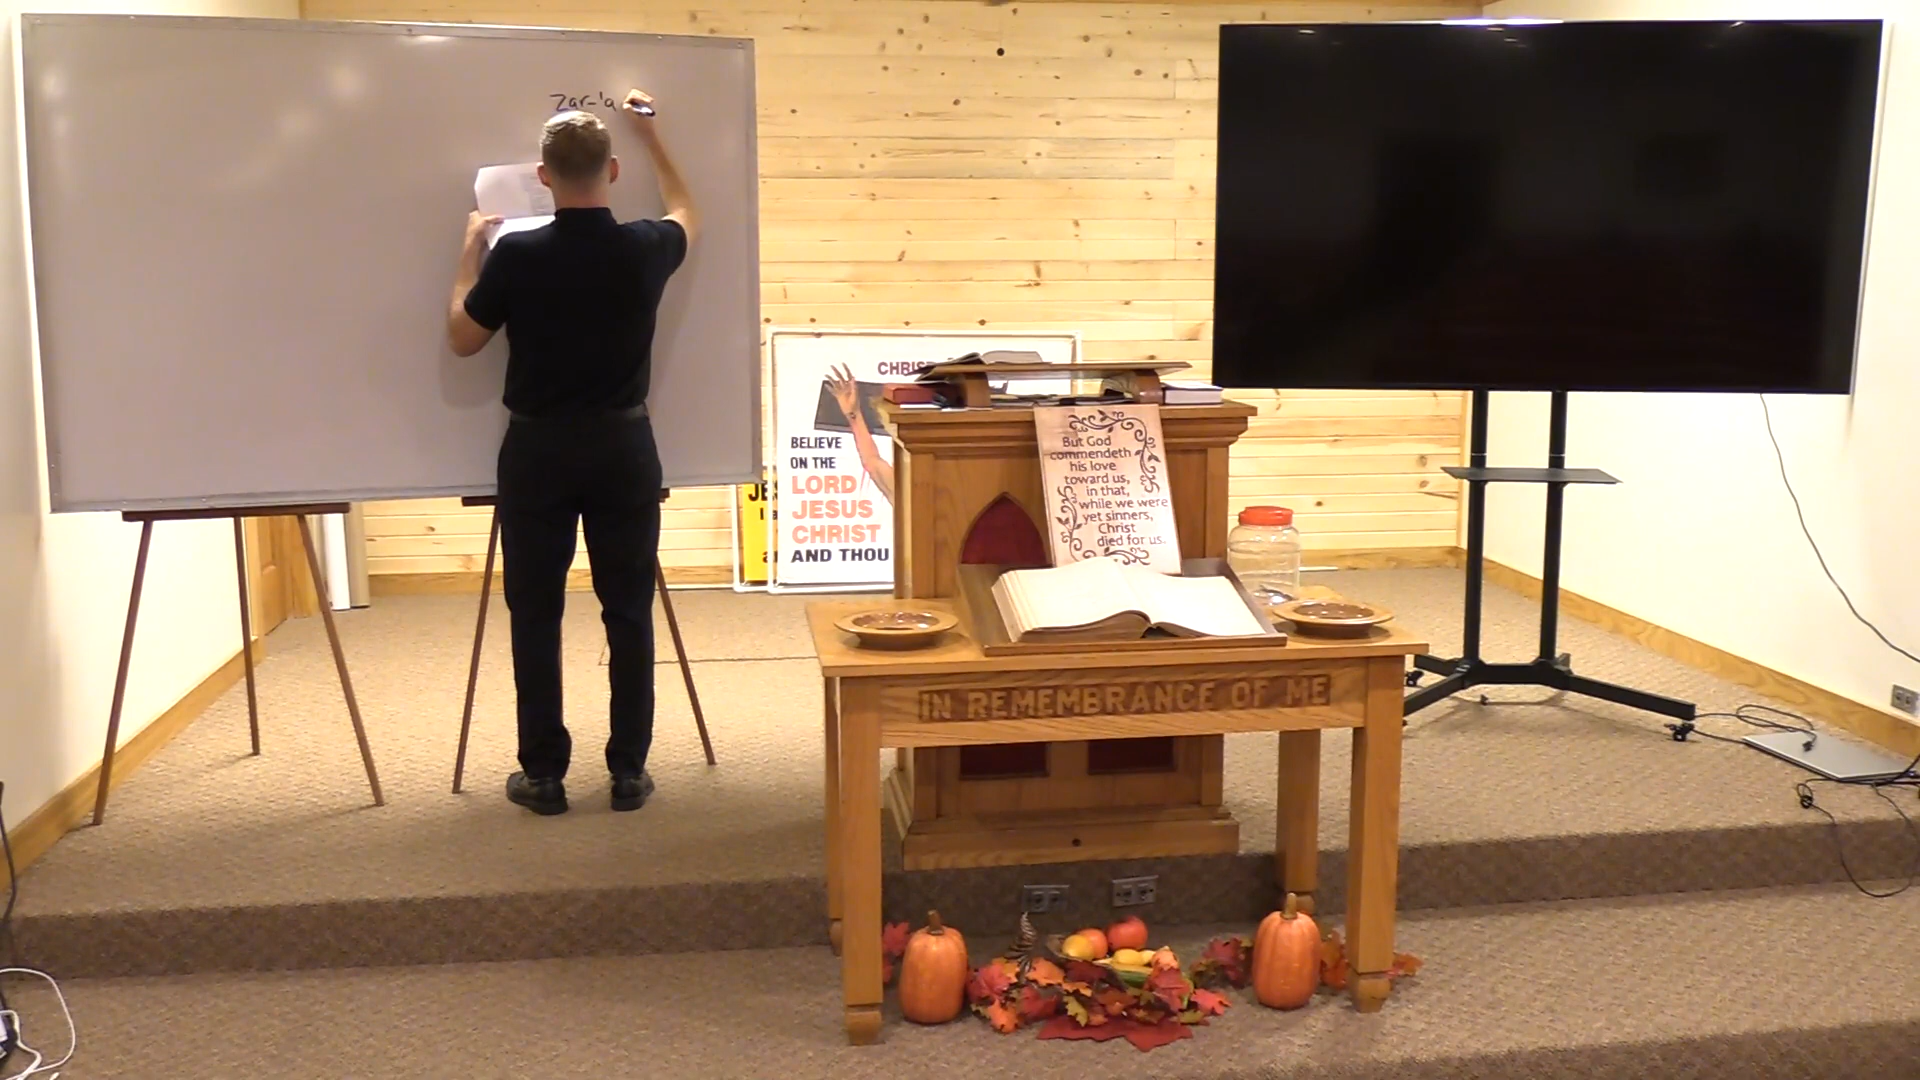 Zar-'a
CHRIST
BELIEVE
ON THE
LORD
JESUS
CHRIST
AND THOU
But God
commendeth
his love
toward us,
in that,
while we were
yet sinners,
Christ
died for us.
IN REMEMBRANCE OF ME